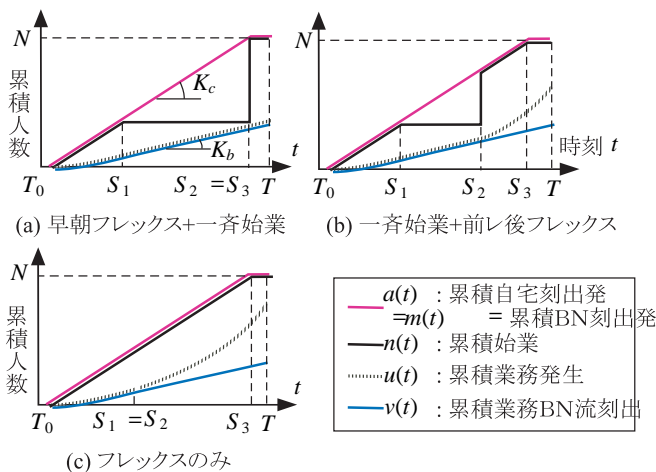 N
累積人数
K_c
K_b
T_0
S_1
S_2
=S_3
T
t
(a) 早朝フレックス+一斉始業
N
時刻 t
T_0
S_1
S_2
S_3
T
(b) 一斉始業+前レ後フレックス
N
累積人数
t
T_0
S_1
=S_2
S_3
T
(c) フレックスのみ
a(t) : 累積自宅刻出発
=m(t) = 累積BN刻出発
n(t) : 累積始業
u(t) : 累積業務発生
v(t) : 累積業務BN流刻出